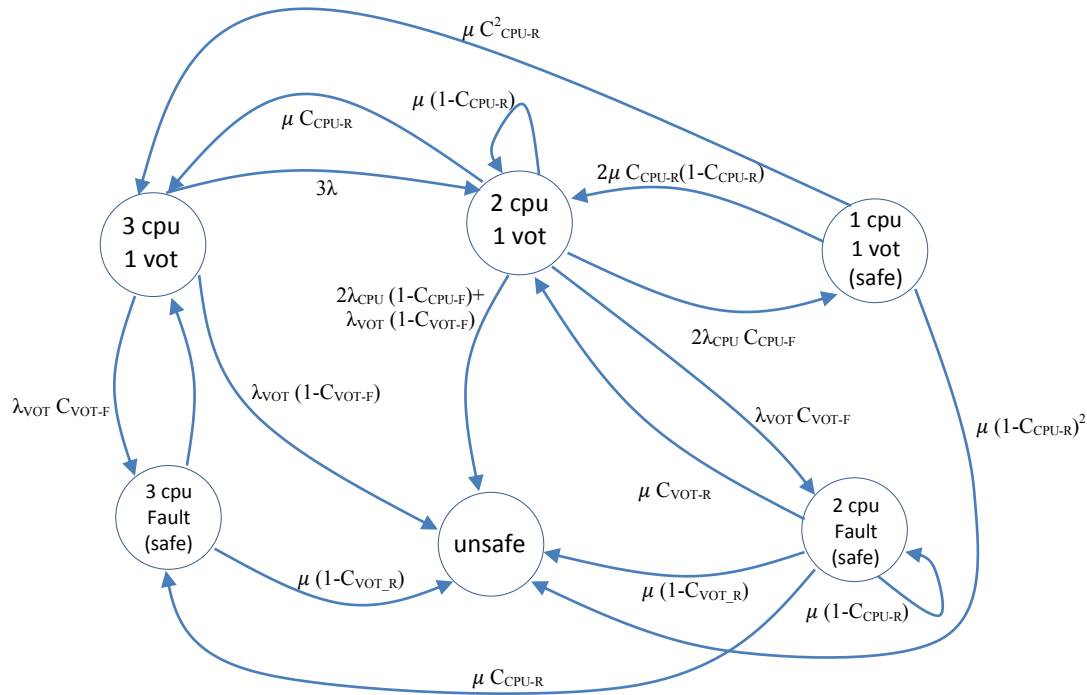 μ C²CPU-R
μ (1-CCPU-R)
μ CCPU-R
2μ CCPU-R(1-CCPU-R)
3λ
3 cpu
1 vot
2 cpu
1 vot
1 cpu
1 vot
(safe)
2λCPU (1-CCPU-F)+
λVOT (1-CVOT-F)
2λCPU CCPU-F
λVOT CVOT-F
λVOT (1-CVOT-F)
λVOT CVOT-F
μ (1-CCPU-R)²
μ CVOT-R
3 cpu
Fault
(safe)
unsafe
2 cpu
Fault
(safe)
μ (1-CVOT_R)
μ (1-CVOT_R)
μ (1-CCPU-R)
μ CCPU-R